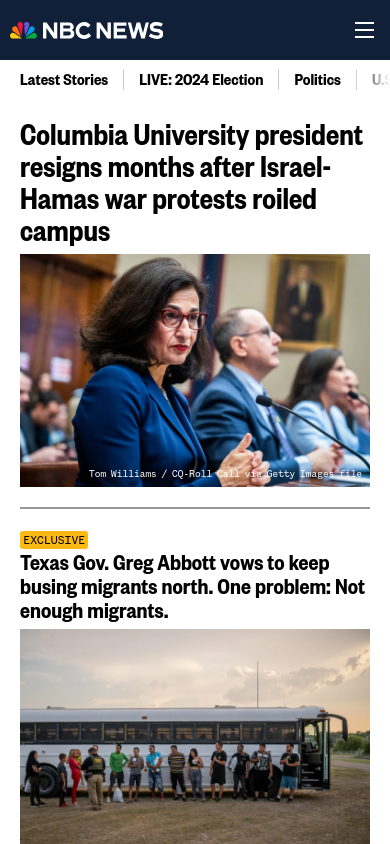 NBC NEWS
Latest Stories
LIVE: 2024 Election
Politics
U.S
Columbia University president
resigns months after Israel-
Hamas war protests roiled
campus
Tom Williams / CQ-Roll Call via Getty Images file
EXCLUSIVE
Texas Gov. Greg Abbott vows to keep
busing migrants north. One problem: Not
enough migrants.